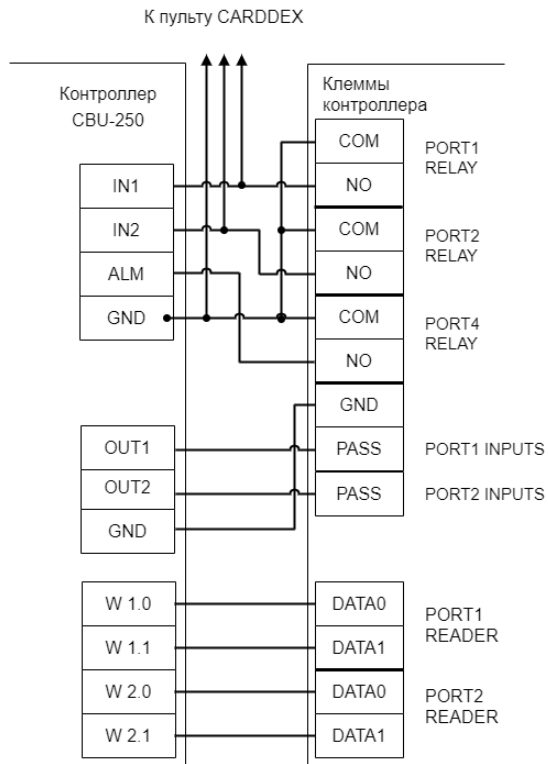 К пульту CARDDEX
Контроллер
CBU-250
Клеммы
контроллера
IN1
IN2
ALM
GND
COM
NO
PORT1
RELAY
COM
NO
PORT2
RELAY
COM
NO
PORT4
RELAY
GND
OUT1
OUT2
GND
PASS
PORT1 INPUTS
PASS
PORT2 INPUTS
W 1.0
W 1.1
W 2.0
W 2.1
DATA0
DATA1
PORT1
READER
DATA0
DATA1
PORT2
READER